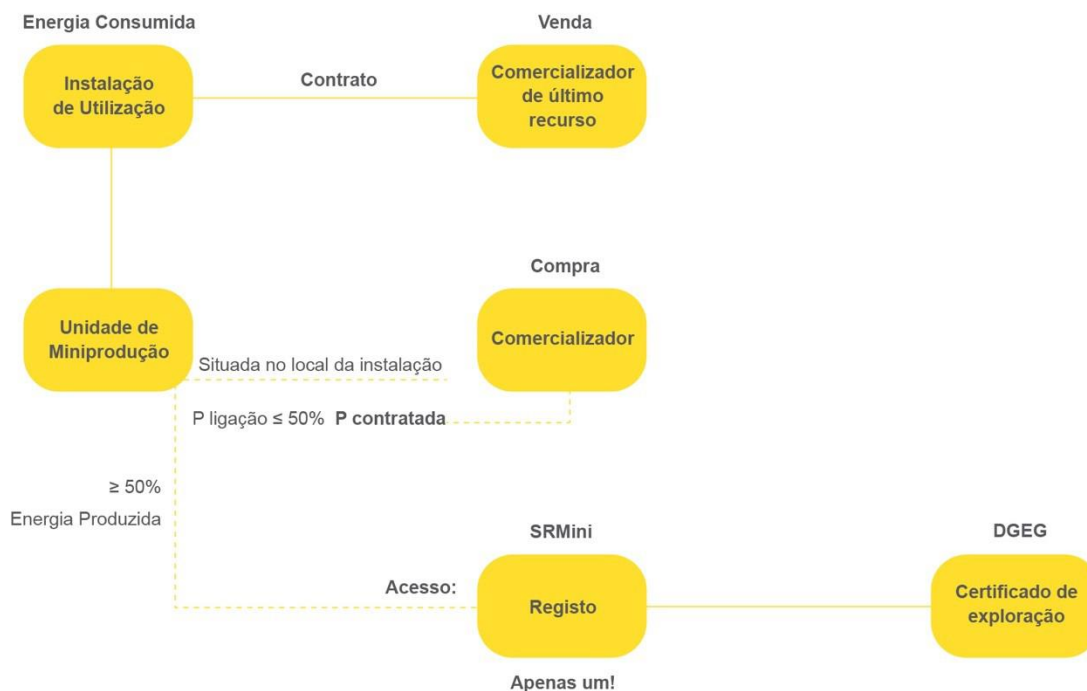 Energia Consumida
Venda
Instalação
de Utilização
Contrato
Comercializador
de último
recurso
Compra
Unidade de
Miniprodução
Comercializador
Situada no local da instalação
P ligação ≤ 50% P contratada
≥ 50%
Energia Produzida
SRMini
DGEG
Acesso:
Registo
Certificado de
exploração
Apenas um!